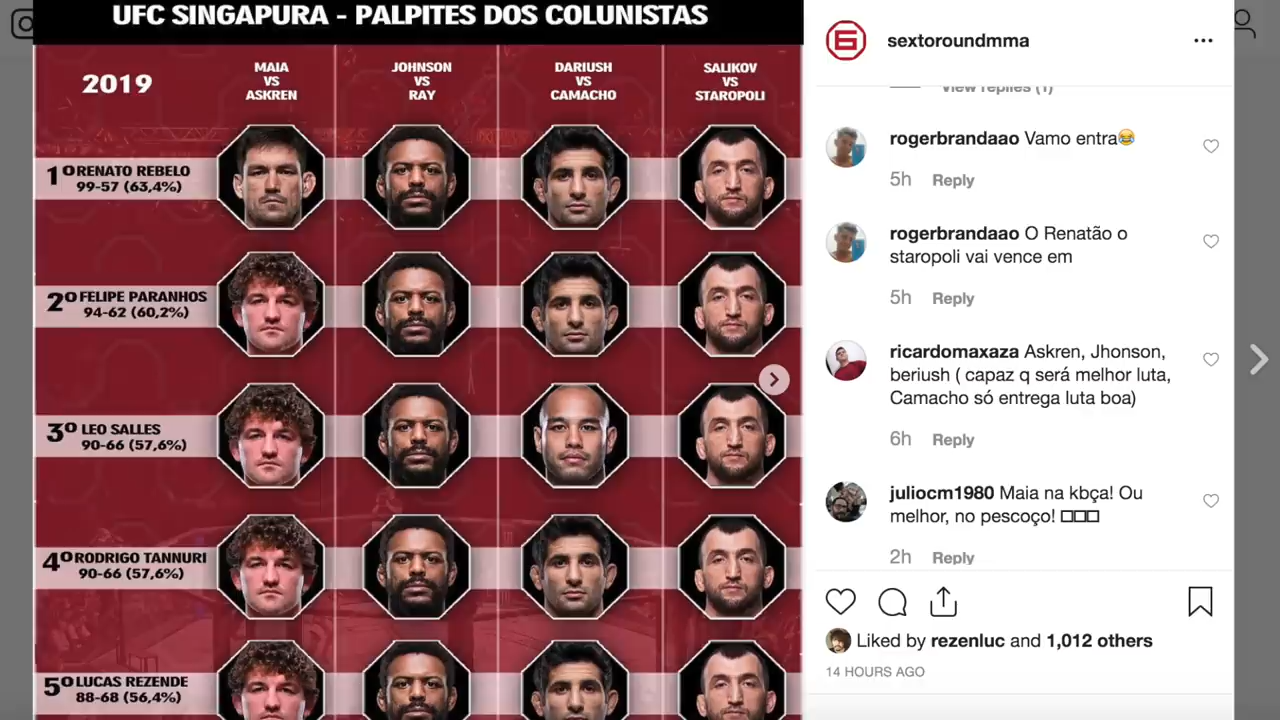 UFC SINGAPURA - PALPITES DOS COLUNISTAS
2019
MAIA
VS
ASKREN
JOHNSON
VS
RAY
DARIUSH
VS
CAMACHO
SALIKOV
VS
STAROPOLI
1º RENATO REBELO
99-57 (63,4%)
2º FELIPE PARANHOS
94-62 (60,2%)
3º LEO SALLES
90-66 (57,6%)
4º RODRIGO TANNURI
90-66 (57,6%)
5º LUCAS REZENDE
88-68 (56,4%)
sextoroundmma
View replies (1)
rogerbrandaao Vamo entra😂
5h Reply
rogerbrandaao O Renatão o
staropoli vai vence em
5h Reply
ricardomaxaza Askren, Jhonson,
beriush ( capaz q será melhor luta,
Camacho só entrega luta boa)
6h Reply
juliocm1980 Maia na kbça! Ou
melhor, no pescoço! □□□
2h Reply
Liked by rezenluc and 1,012 others
14 HOURS AGO